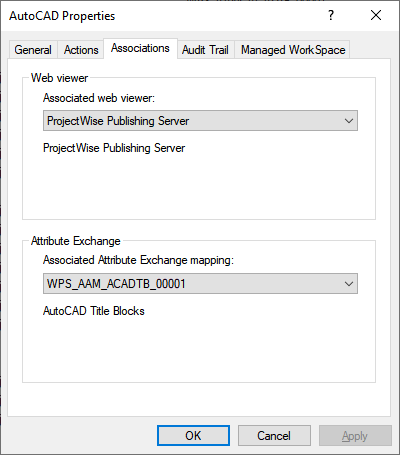 AutoCAD Properties
General Actions Associations Audit Trail Managed WorkSpace
Web viewer
Associated web viewer:
ProjectWise Publishing Server
ProjectWise Publishing Server
Attribute Exchange
Associated Attribute Exchange mapping:
WPS_AAM_ACADTB_00001
AutoCAD Title Blocks
OK Cancel Apply